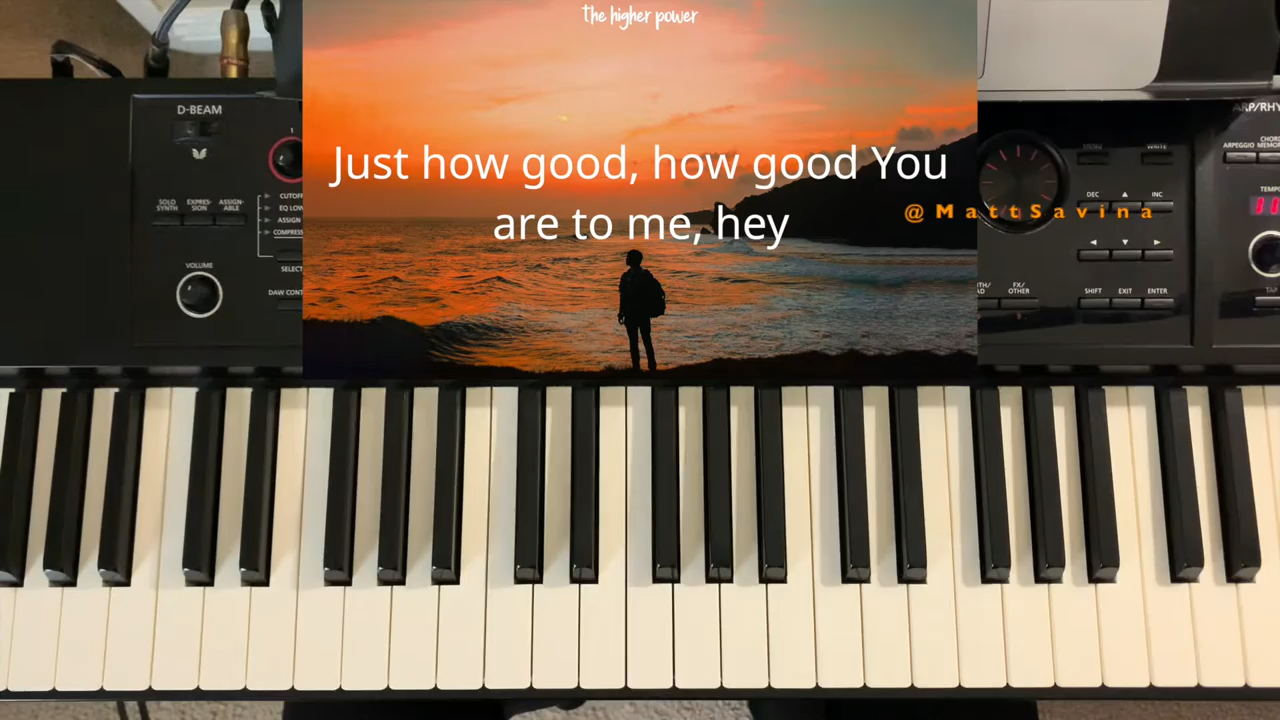 the higher power
Just how good, how good You
are to me, hey
@MattSavina
D-BEAM
SOLO
SYNTH
EXPRES-
SION
ASSIGN-
ABLE
VOLUME
1
CUTOFF
EQ LOW
ASSIGN
COMPRESS
SELECT
DAW CONT
WRITE
DEC
INC
FX/
OTHER
SHIFT
EXIT
ENTER
ARP/RHY
ARPEGGIO
CHORD
MEMOR
TEMPO
TAP